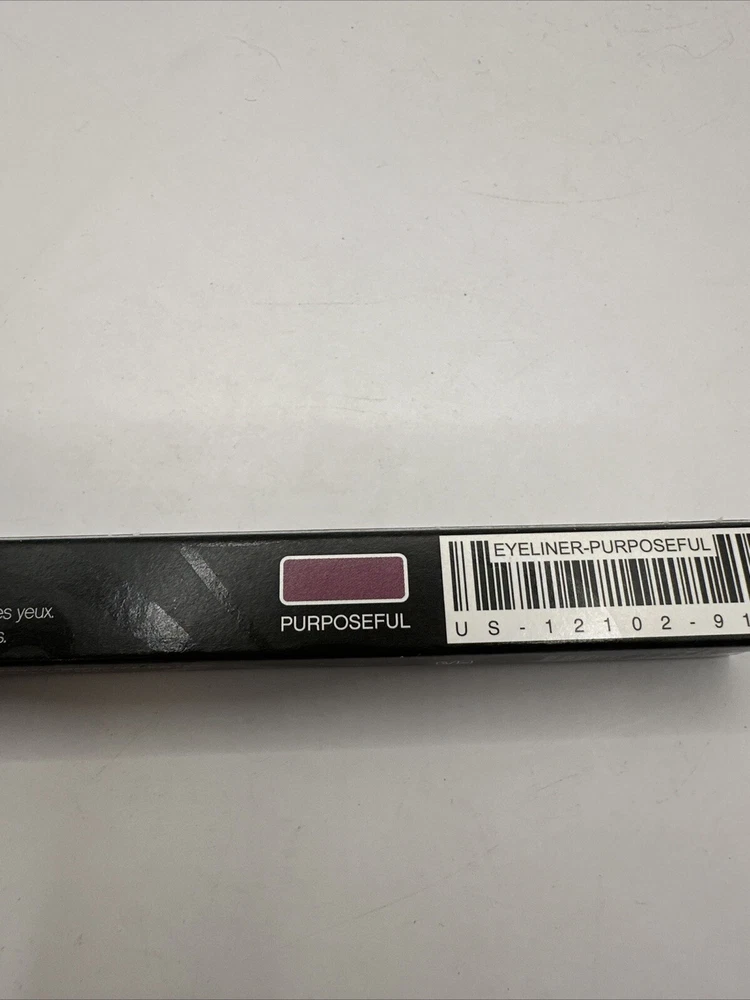 es yeux.
s.
PURPOSEFUL
EYELINER-PURPOSEFUL
US-12102-91